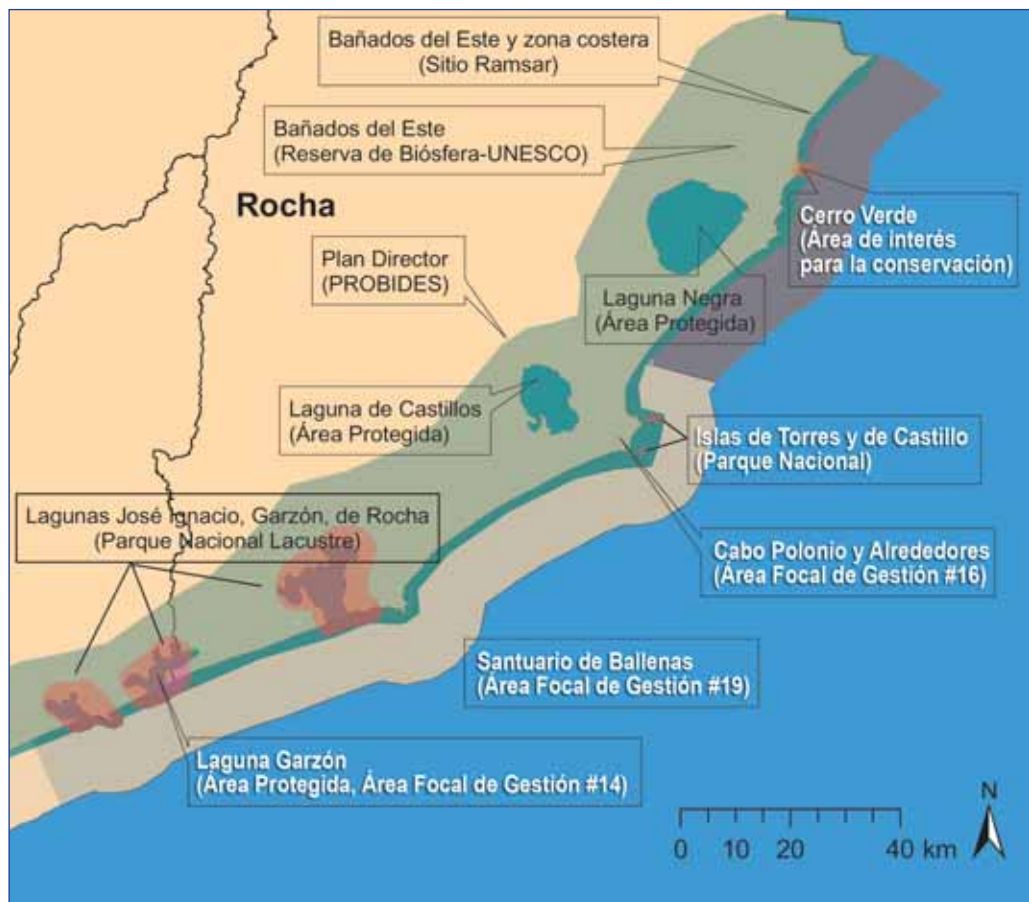 Bañados del Este y zona costera
(Sitio Ramsar)
Bañados del Este
(Reserva de Biósfera-UNESCO)
Rocha
Cerro Verde
(Área de interés
para la conservación)
Plan Director
(PROBIDES)
Laguna Negra
(Área Protegida)
Laguna de Castillos
(Área Protegida)
Islas de Torres y de Castillo
(Parque Nacional)
Lagunas José Ignacio, Garzón, de Rocha
(Parque Nacional Lacustre)
Cabo Polonio y Alrededores
(Área Focal de Gestión #16)
Santuario de Ballenas
(Área Focal de Gestión #19)
Laguna Garzón
(Área Protegida, Área Focal de Gestión #14)
N
0 10 20 40 km